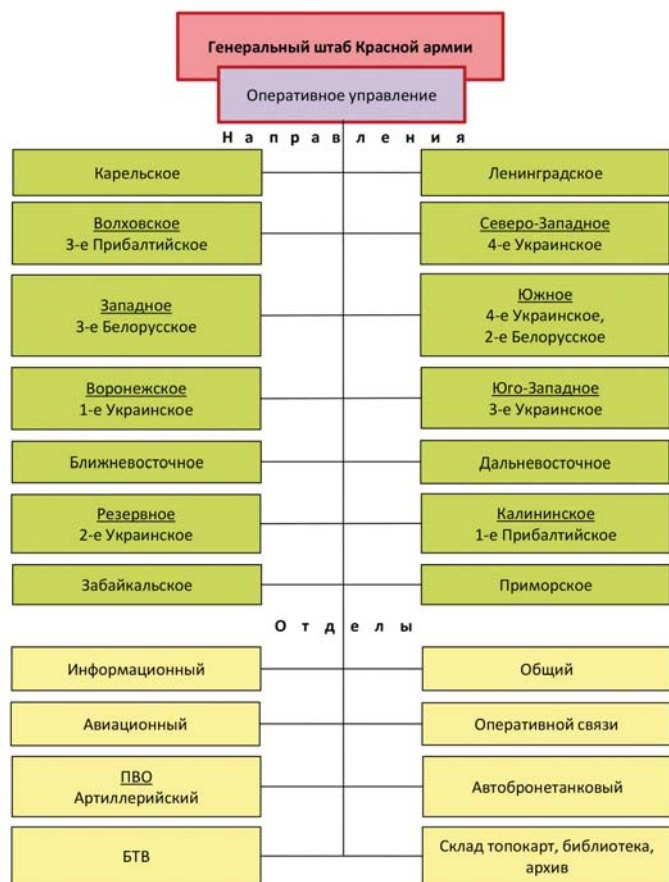 Генеральный штаб Красной армии
Оперативное управление
Направления
Карельское
Ленинградское
Волховское
3-е Прибалтийское
Северо-Западное
4-е Украинское
Западное
3-е Белорусское
Южное
4-е Украинское,
2-е Белорусское
Воронежское
1-е Украинское
Юго-Западное
3-е Украинское
Ближневосточное
Дальневосточное
Резервное
2-е Украинское
Калининское
1-е Прибалтийское
Забайкальское
Приморское
Отделы
Информационный
Общий
Авиационный
Оперативной связи
ПВО
Артиллерийский
Автобронетанковый
БТВ
Склад топокарт, библиотека,
архив